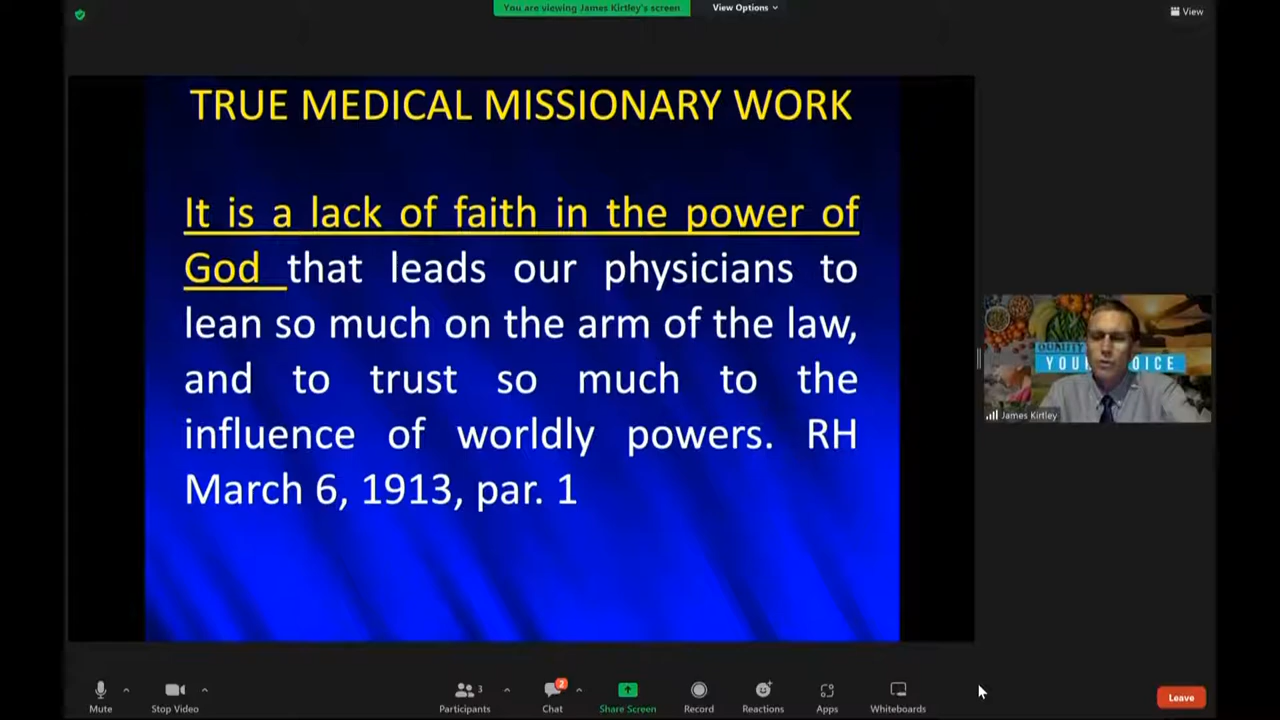 You are viewing James Kirtley's screen
View Options
View
TRUE MEDICAL MISSIONARY WORK
It is a lack of faith in the power of
God that leads our physicians to
lean so much on the arm of the law,
and to trust so much to the
influence of worldly powers. RH
March 6, 1913, par. 1
YOU OICE
James Kirtley
3
2
Mute
Stop Video
Participants
Chat
Share Screen
Record
Reactions
Apps
Whiteboards
Leave